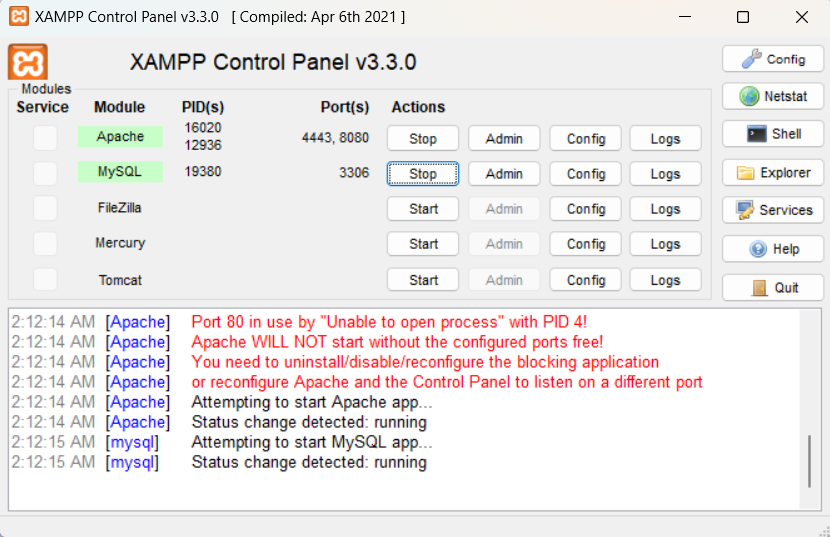 XAMPP Control Panel v3.3.0 [ Compiled: Apr 6th 2021 ]
XAMPP Control Panel v3.3.0
Config
Modules
Service Module PID(s) Port(s) Actions
Netstat
Apache 16020 12936 4443, 8080 Stop Admin Config Logs
Shell
MySQL 19380 3306 Stop Admin Config Logs
Explorer
FileZilla Start Admin Config Logs
Services
Mercury Start Admin Config Logs
Help
Tomcat Start Admin Config Logs
Quit
2:12:14 AM [Apache] Port 80 in use by "Unable to open process" with PID 4!
2:12:14 AM [Apache] Apache WILL NOT start without the configured ports free!
2:12:14 AM [Apache] You need to uninstall/disable/reconfigure the blocking application
2:12:14 AM [Apache] or reconfigure Apache and the Control Panel to listen on a different port
2:12:14 AM [Apache] Attempting to start Apache app...
2:12:14 AM [Apache] Status change detected: running
2:12:15 AM [mysql] Attempting to start MySQL app...
2:12:15 AM [mysql] Status change detected: running